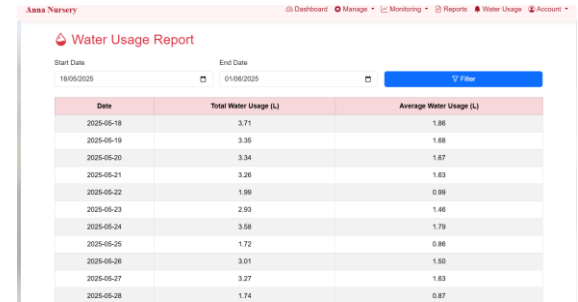 Anna Nursery Dashboard Manage Monitoring Reports Water Usage Account
Water Usage Report
Start Date End Date
18/05/2025 01/06/2025 Filter
Date Total Water Usage (L) Average Water Usage (L)
2025-05-18 3.71 1.86
2025-05-19 3.35 1.68
2025-05-20 3.34 1.67
2025-05-21 3.26 1.63
2025-05-22 1.99 0.99
2025-05-23 2.93 1.46
2025-05-24 3.58 1.79
2025-05-25 1.72 0.86
2025-05-26 3.01 1.50
2025-05-27 3.27 1.63
2025-05-28 1.74 0.87